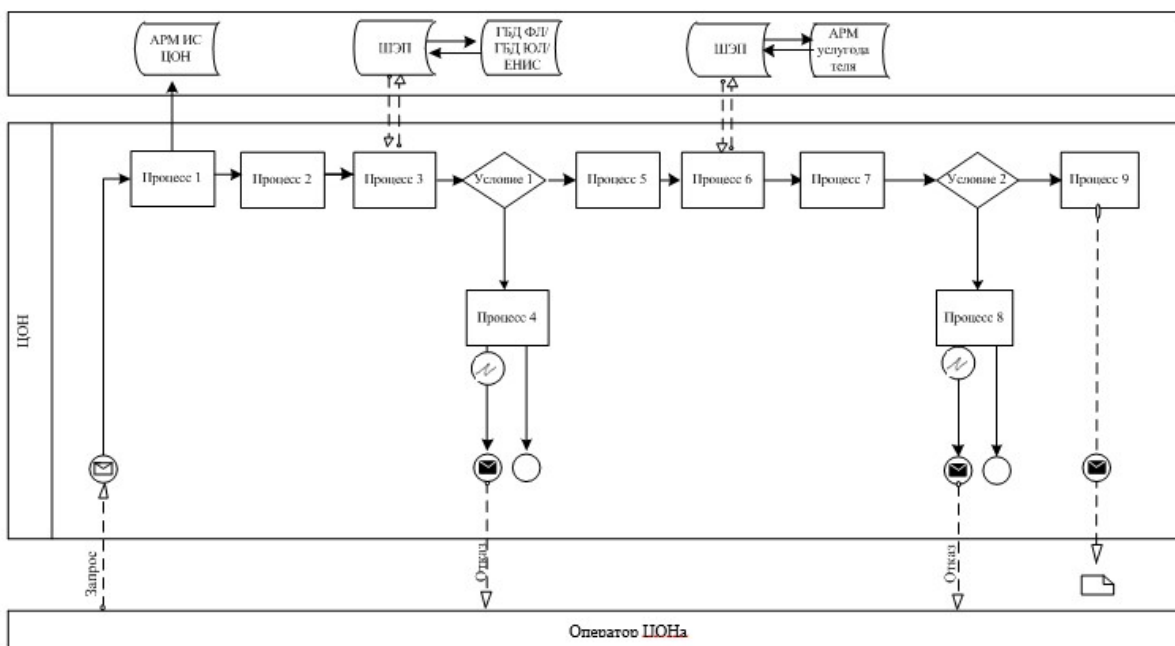 АРМ ИС
ЦОН
ШЭП
ГБД ФЛ/
ГБД ЮЛ/
ЕНИС
ШЭП
АРМ
услугода
теля
ЦОН
Процесс 1
Процесс 2
Процесс 3
Условие 1
Процесс 5
Процесс 6
Процесс 7
Условие 2
Процесс 9
Процесс 4
Процесс 8
Запрос
Отказ
Отказ
Оператор ЦОНа